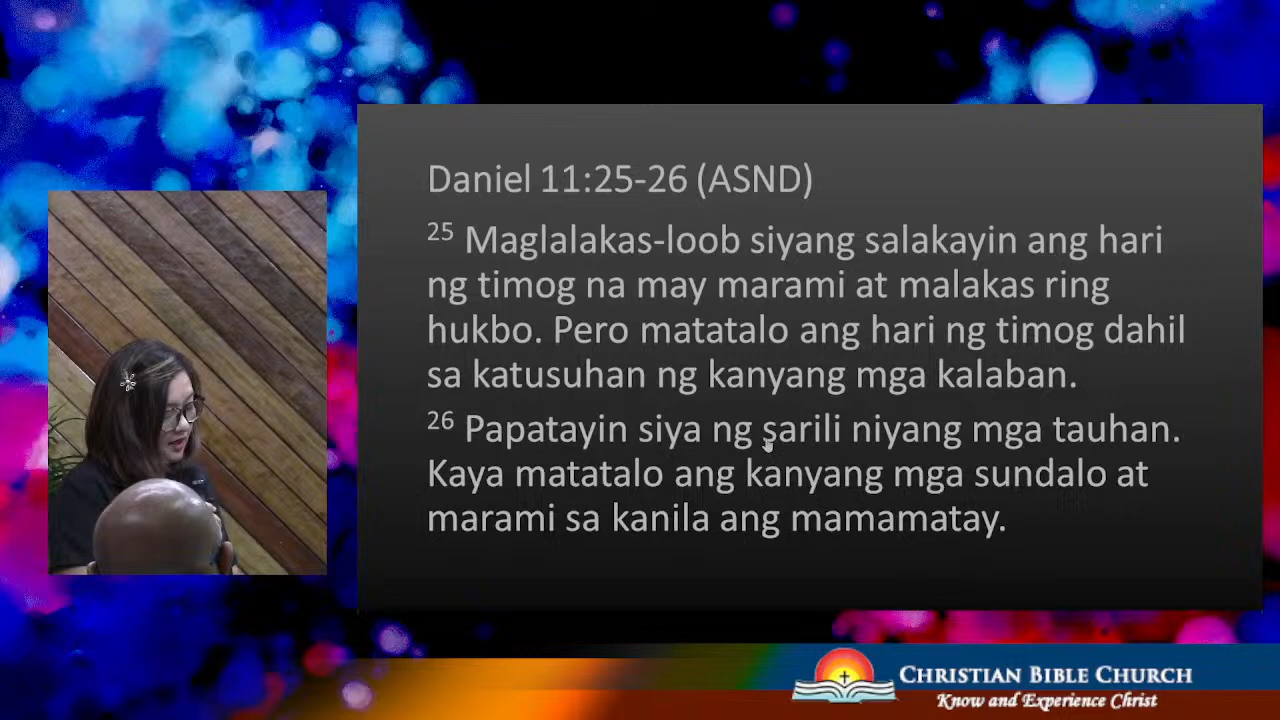 Daniel 11:25-26 (ASND)
25 Maglalakas-loob siyang salakayin ang hari
ng timog na may marami at malakas ring
hukbo. Pero matatalo ang hari ng timog dahil
sa katusuhan ng kanyang mga kalaban.
26 Papatayin siya ng sarili niyang mga tauhan.
Kaya matatalo ang kanyang mga sundalo at
marami sa kanila ang mamamatay.
CHRISTIAN BIBLE CHURCH
Know and Experience Christ